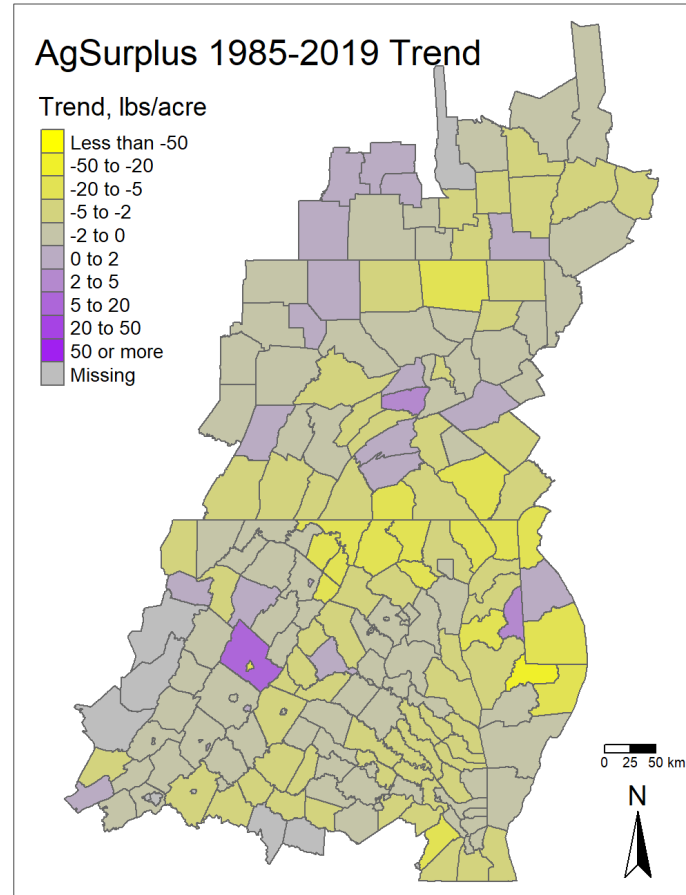 AgSurplus 1985-2019 Trend
Trend, lbs/acre
Less than -50
-50 to -20
-20 to -5
-5 to -2
-2 to 0
0 to 2
2 to 5
5 to 20
20 to 50
50 or more
Missing
0 25 50 km
N